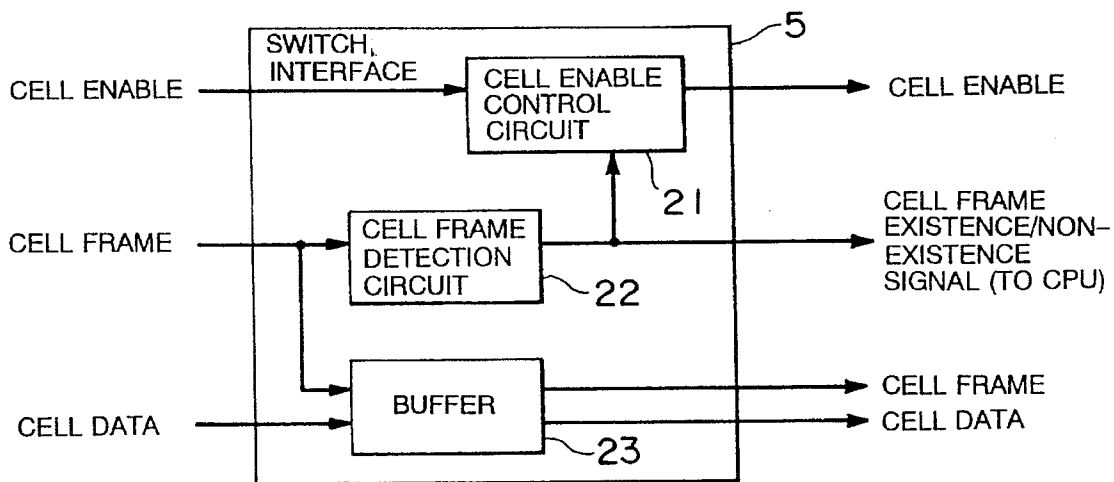 SWITCH,
INTERFACE
5
CELL ENABLE
CELL ENABLE
CONTROL
CIRCUIT
CELL ENABLE
21
CELL FRAME
CELL FRAME
DETECTION
CIRCUIT
22
CELL FRAME
EXISTENCE/NON-
EXISTENCE
SIGNAL (TO CPU)
BUFFER
CELL FRAME
CELL DATA
CELL DATA
23